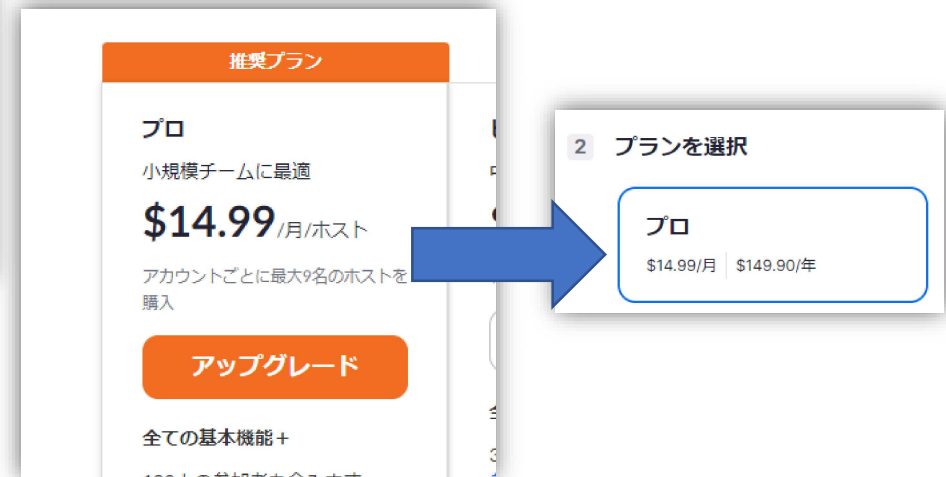 推奨プラン
プロ
小規模チームに最適
$14.99/月/ホスト
アカウントごとに最大9名のホストを
購入
アップグレード
全ての基本機能+
2 プランを選択
プロ
$14.99/月 $149.90/年